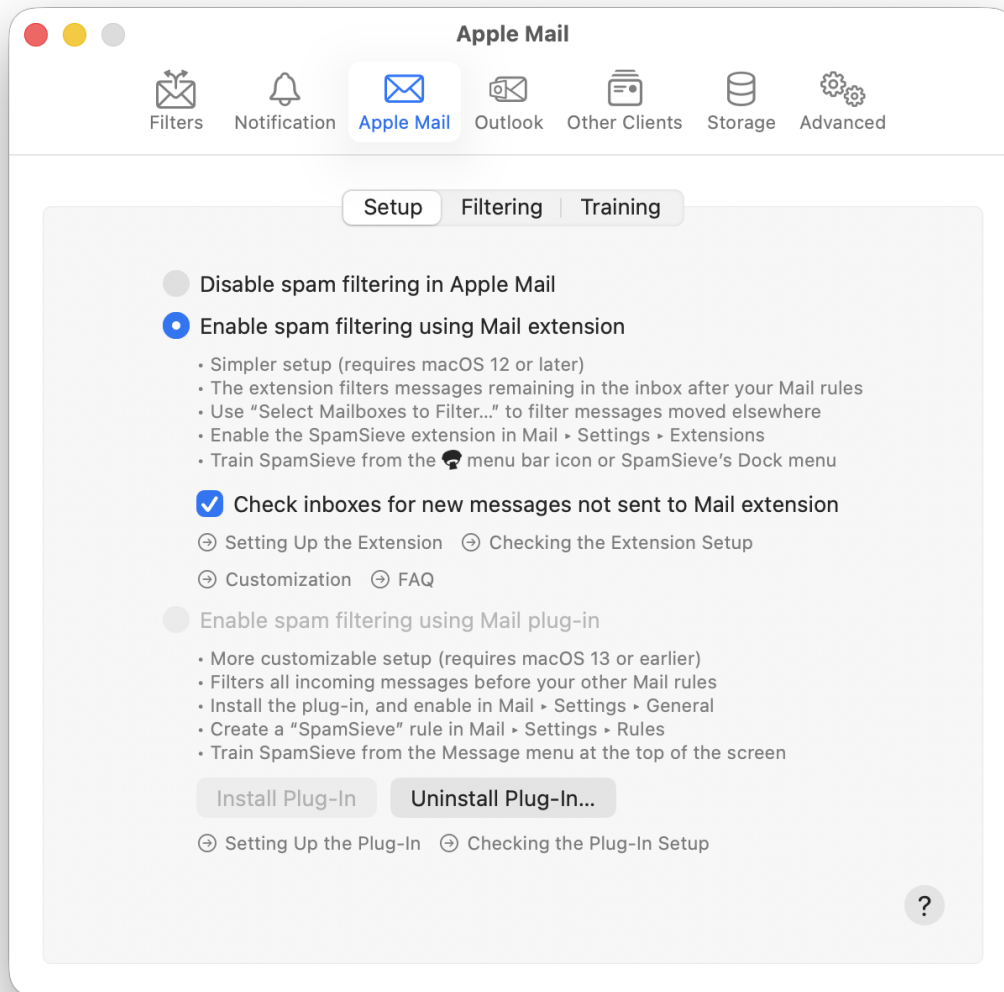 Apple Mail
Filters Notification Apple Mail Outlook Other Clients Storage Advanced
Setup Filtering Training
Disable spam filtering in Apple Mail
Enable spam filtering using Mail extension
• Simpler setup (requires macOS 12 or later)
• The extension filters messages remaining in the inbox after your Mail rules
• Use “Select Mailboxes to Filter…” to filter messages moved elsewhere
• Enable the SpamSieve extension in Mail ▸ Settings ▸ Extensions
• Train SpamSieve from the menu bar icon or SpamSieve’s Dock menu
Check inboxes for new messages not sent to Mail extension
Setting Up the Extension Checking the Extension Setup
Customization FAQ
Enable spam filtering using Mail plug-in
• More customizable setup (requires macOS 13 or earlier)
• Filters all incoming messages before your other Mail rules
• Install the plug-in, and enable in Mail ▸ Settings ▸ General
• Create a “SpamSieve” rule in Mail ▸ Settings ▸ Rules
• Train SpamSieve from the Message menu at the top of the screen
Install Plug-In Uninstall Plug-In...
Setting Up the Plug-In Checking the Plug-In Setup
?